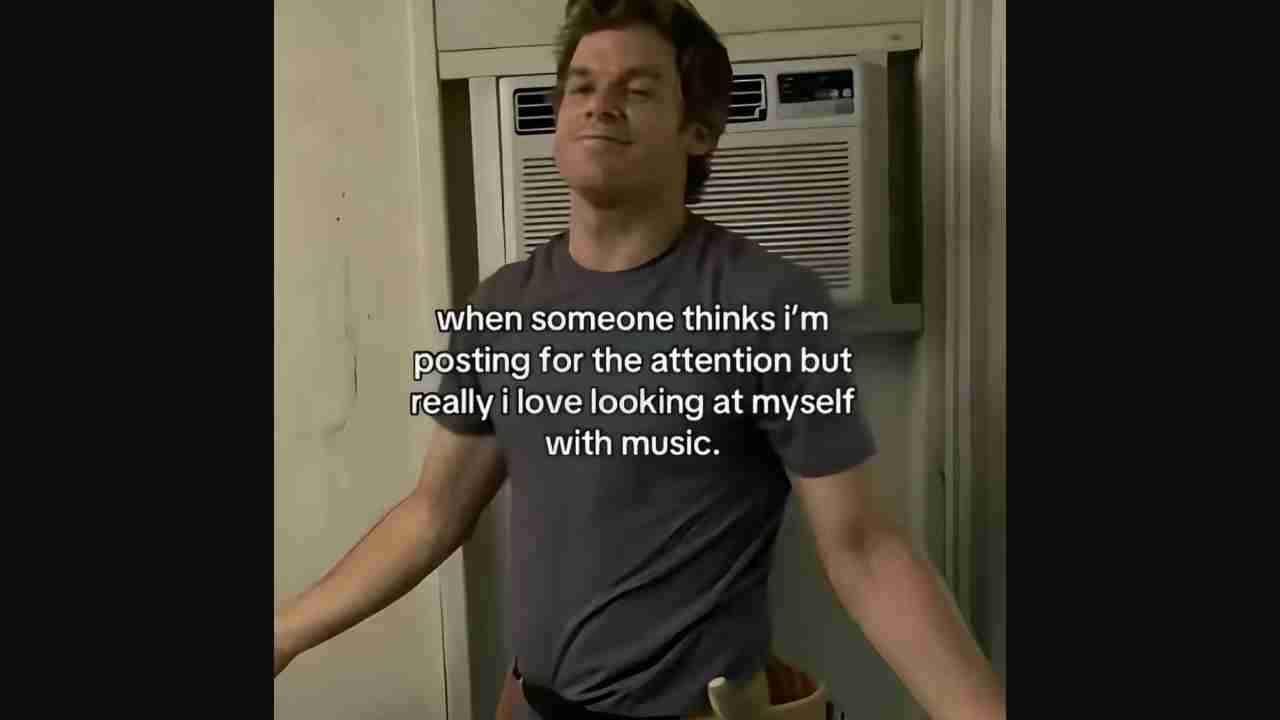 when someone thinks i’m
posting for the attention but
really i love looking at myself
with music.